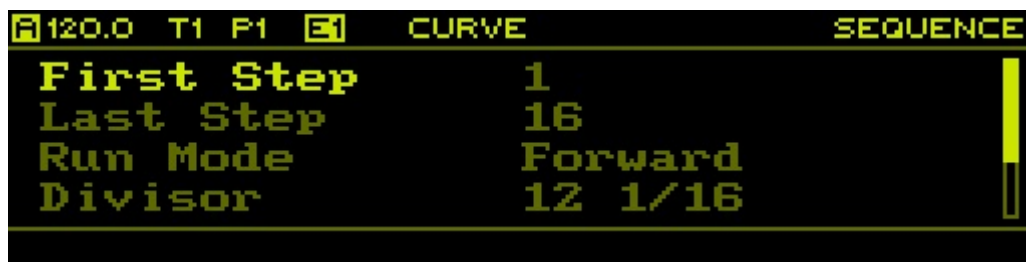 A 120.0 T1 P1 E1 CURVE SEQUENCE
First Step 1
Last Step 16
Run Mode Forward
Divisor 12 1/16